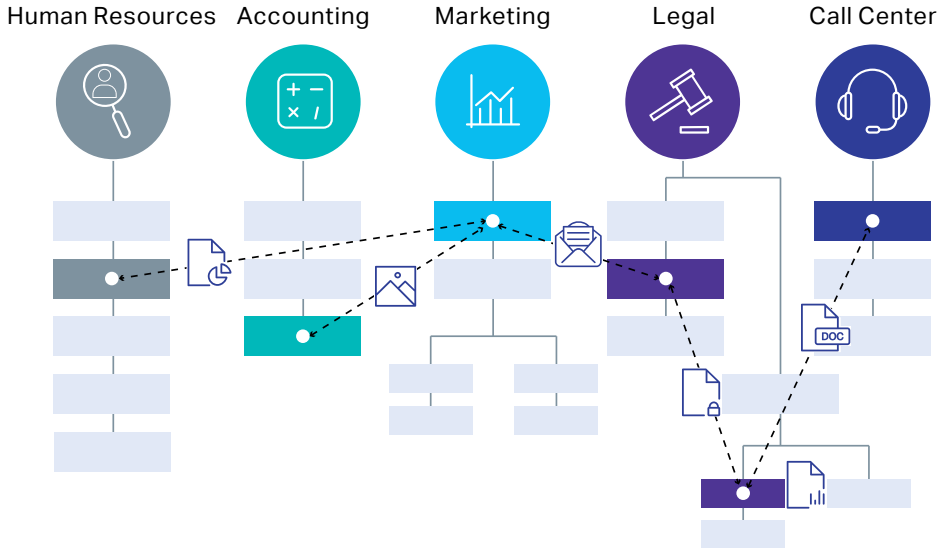 Human Resources
Accounting
Marketing
Legal
Call Center
DOC